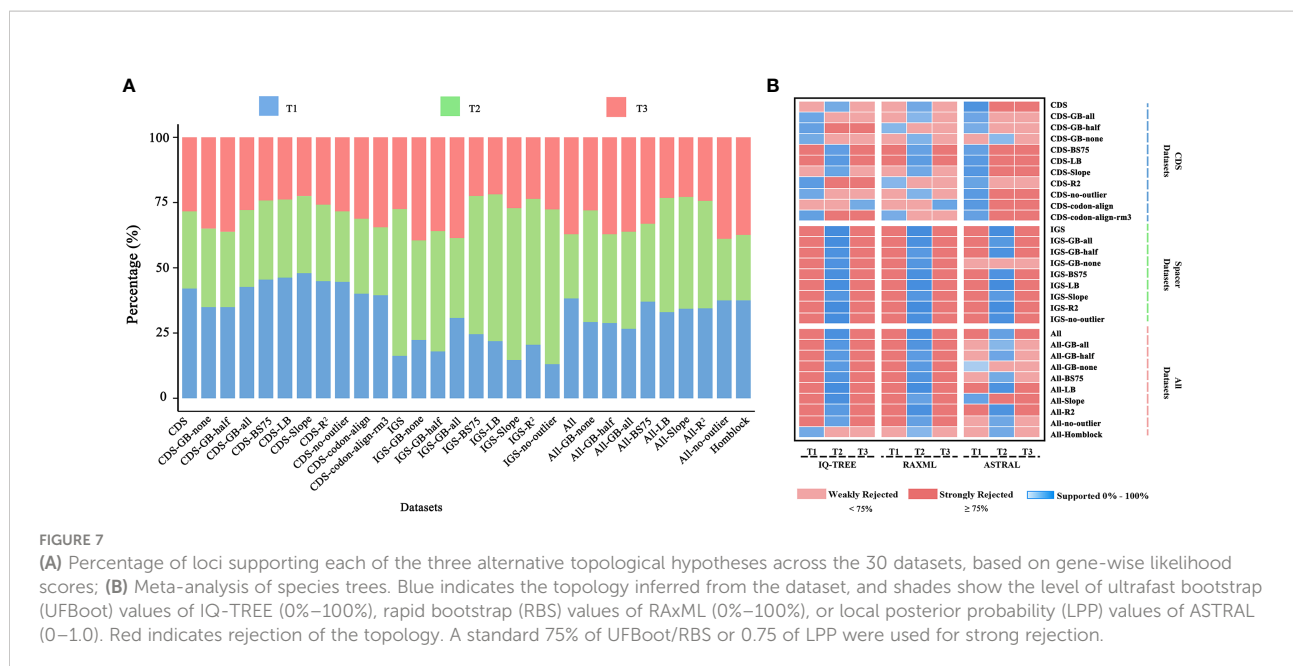 A
T1
T2
T3
Percentage (%)
100
75
50
25
0
CDS
CDS-GB-none
CDS-GB-half
CDS-GBr-all
CDS-BS75
CDS-LB
CDS-Slope
CDS-R²
CDS-no-outlier
CDS-codon-align
CDS-codon-align-rm3
IGS
IGS-GB-none
IGS-GB-half
IGS-GB-all
IGS-BS75
IGS-LB
IGS-Slope
IGS-R²
IGS-no-outlier
All
All-GB-none
All-GB-half
All-GB-all
All-BS75
All-LB
All-Slope
All-R²
All-no-outlier
Homblock
Datasets
B
CDS
CDS-GB-all
CDS-GB-half
CDS-GB-none
CDS-BS75
CDS-LB
CDS-Slope
CDS-R2
CDS-no-outlier
CDS-codon-align
CDS-codon-align-rm3
CDS
Datasets
IGS
IGS-GB-all
IGS-GB-half
IGS-GB-none
IGS-BS75
IGS-LB
IGS-Slope
IGS-R2
IGS-no-outlier
Spacer
Datasets
All
All-GB-all
All-GB-half
All-GB-none
All-BS75
All-LB
All-Slope
All-R2
All-no-outlier
All-Homblock
All
Datasets
T1 T2 T3 T1 T2 T3 T1 T2 T3
IQ-TREE RAXML ASTRAL
Weakly Rejected Strongly Rejected Supported 0% - 100%
< 75% ≥ 75%
FIGURE 7
(A) Percentage of loci supporting each of the three alternative topological hypotheses across the 30 datasets, based on gene-wise likelihood
scores; (B) Meta-analysis of species trees. Blue indicates the topology inferred from the dataset, and shades show the level of ultrafast bootstrap
(UFBoot) values of IQ-TREE (0%–100%), rapid bootstrap (RBS) values of RAxML (0%–100%), or local posterior probability (LPP) values of ASTRAL
(0–1.0). Red indicates rejection of the topology. A standard 75% of UFBoot/RBS or 0.75 of LPP were used for strong rejection.